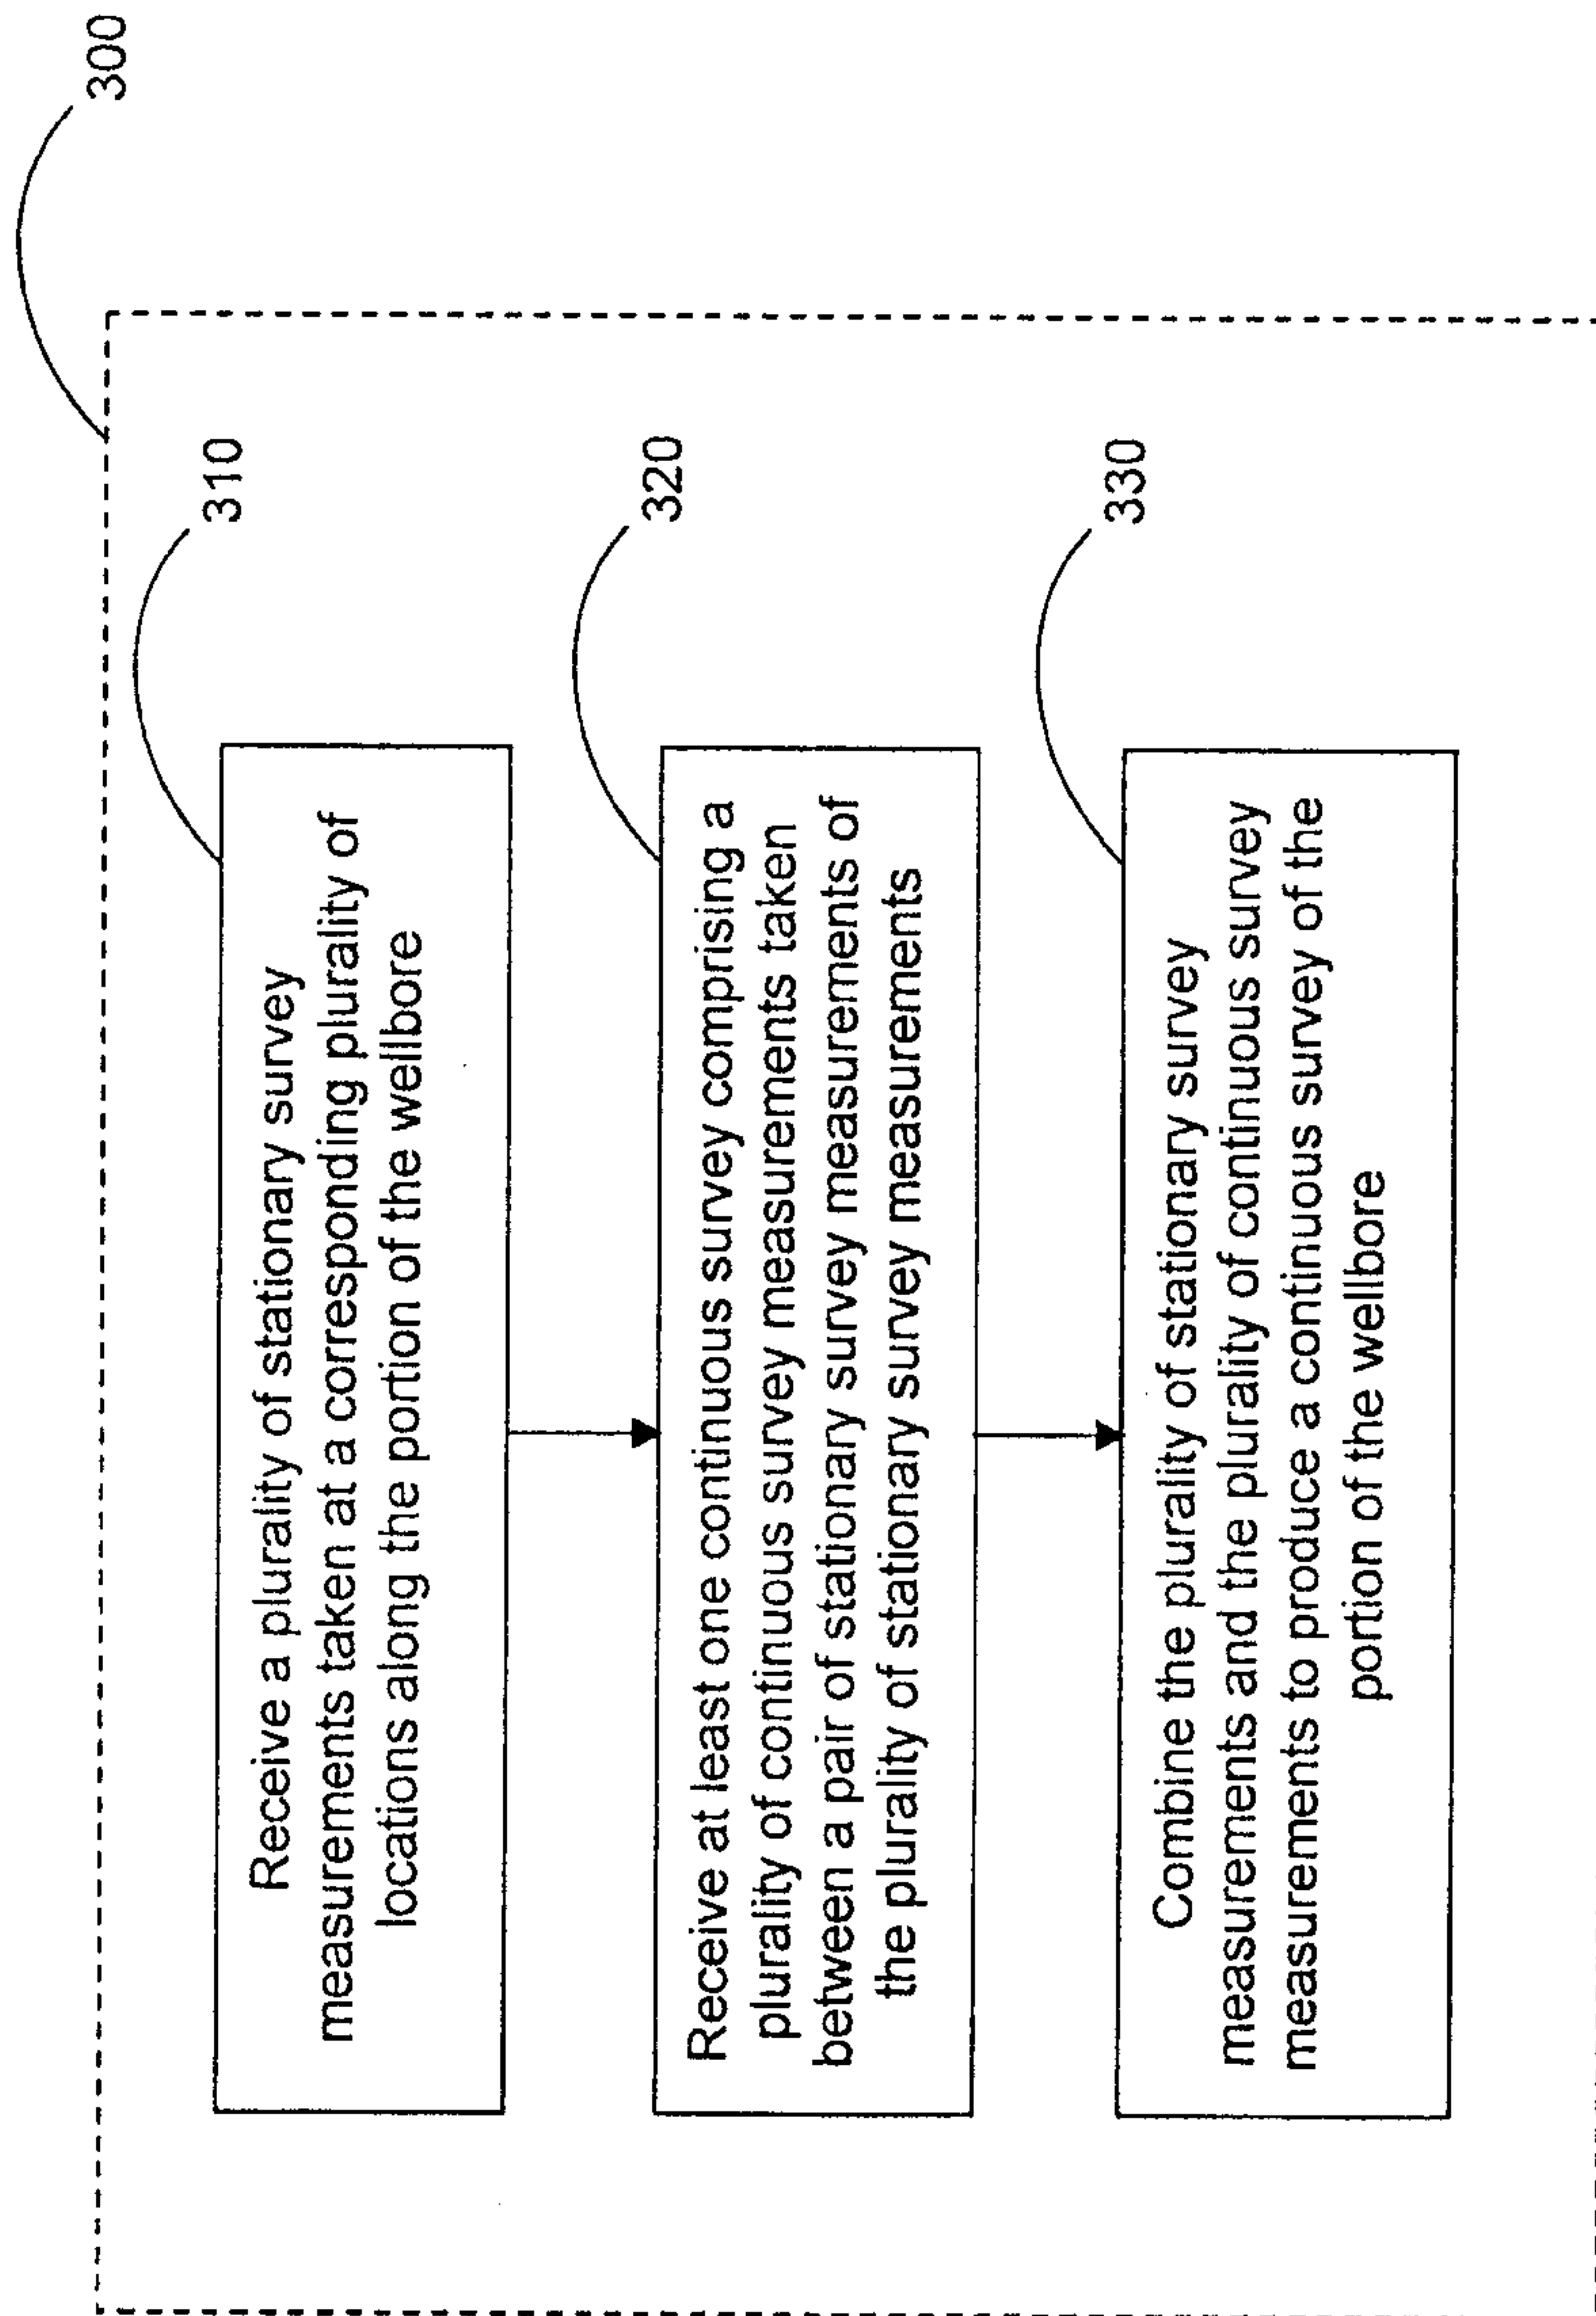 300
310
Receive a plurality of stationary survey
measurements taken at a corresponding plurality of
locations along the portion of the wellbore
320
Receive at least one continuous survey comprising a
plurality of continuous survey measurements taken
between a pair of stationary survey measurements of
the plurality of stationary survey measurements
330
Combine the plurality of stationary survey
measurements and the plurality of continuous survey
measurements to produce a continuous survey of the
portion of the wellbore